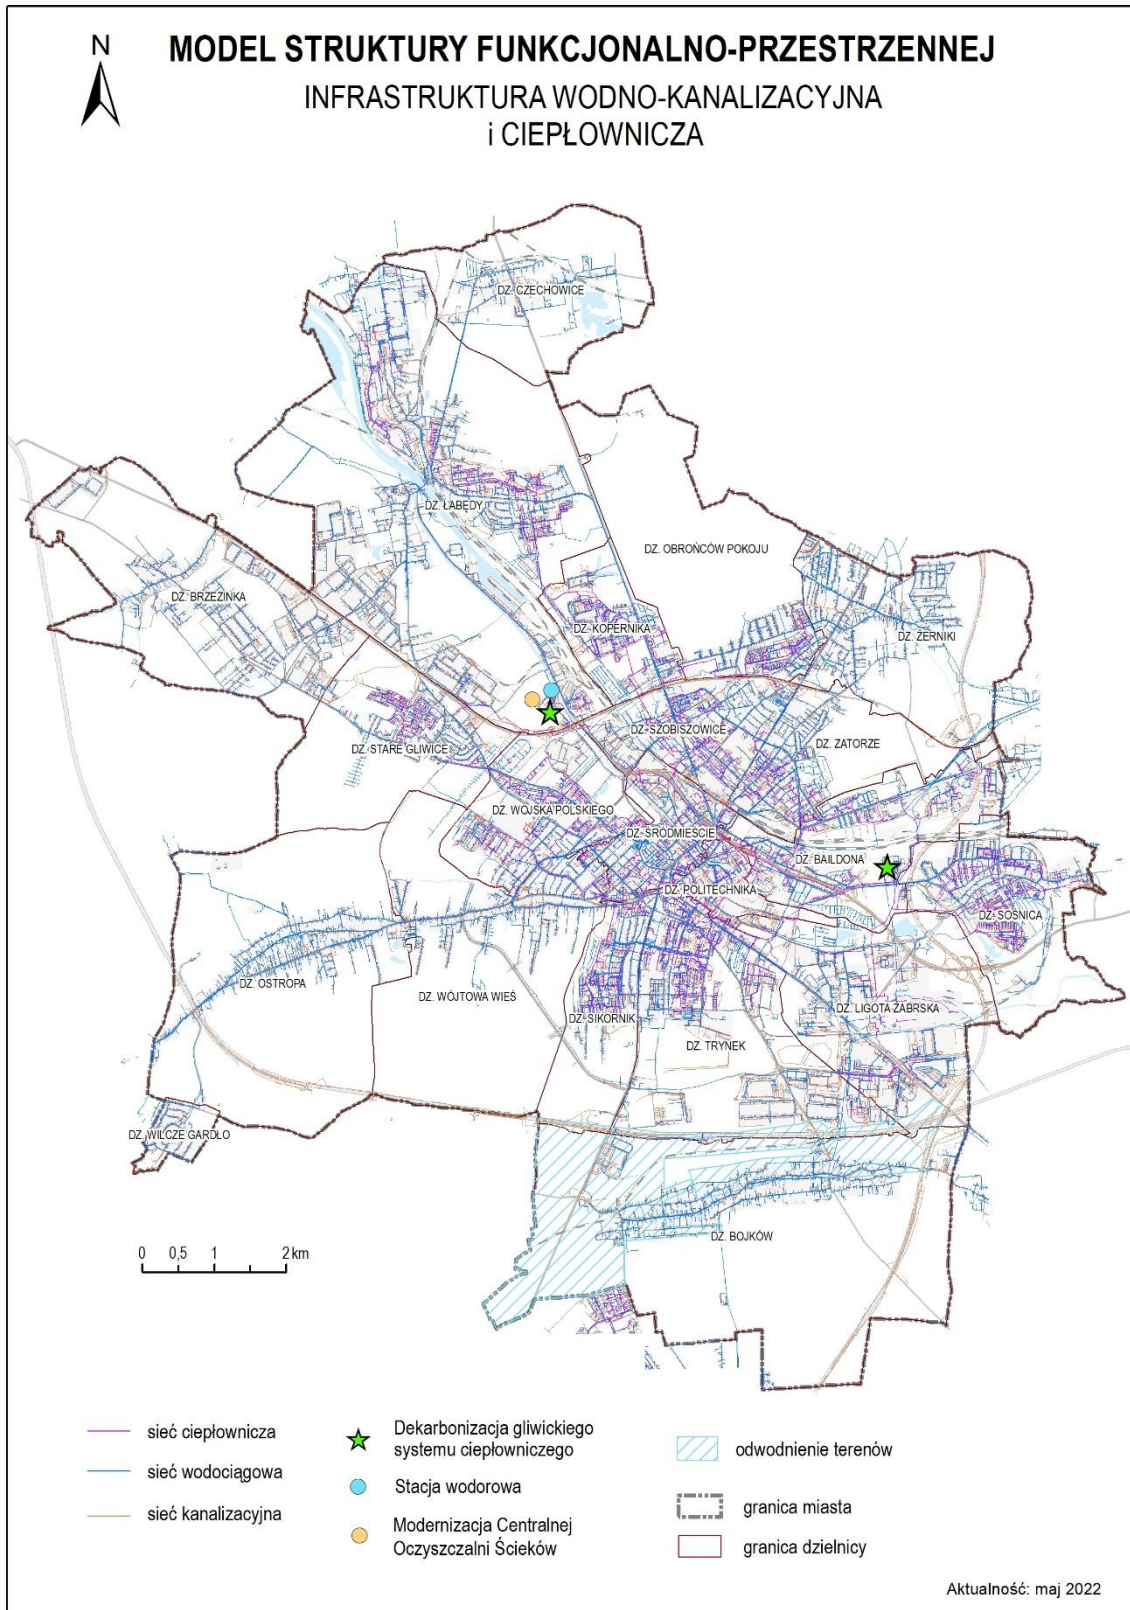 N
MODEL STRUKTURY FUNKCJONALNO-PRZESTRZENNEJ
INFRASTRUKTURA WODNO-KANALIZACYJNA
i CIEPŁOWNICZA
DZ. CZECHOWICE
DZ. ŁABĘDY
DZ. OBROŃCÓW POKOJU
DZ. BRZEZINKA
DZ. KOPERNIKA
DZ. ŻERNIKI
DZ. SZOBISZOWICE
DZ. ZATORZE
DZ. STARE GLIWICE
DZ. WOJSKA POLSKIEGO
DZ. ŚRÓDMIEŚCIE
DZ. BAILDONA
DZ. POLITECHNIKA
DZ. SOŚNICA
DZ. OSTROPA
DZ. WÓJTOWA WIEŚ
DZ. SIKORNIK
DZ. LIGOTA ZABRSKA
DZ. TRYNEK
DZ. WILCZE GARDŁO
DZ. BOJKÓW
0 0,5 1 2 km
sieć ciepłownicza
sieć wodociągowa
sieć kanalizacyjna
Dekarbonizacja gliwickiego
systemu ciepłowniczego
Stacja wodorowa
Modernizacja Centralnej
Oczyszczalni Ścieków
odwodnienie terenów
granica miasta
granica dzielnicy
Aktualność: maj 2022